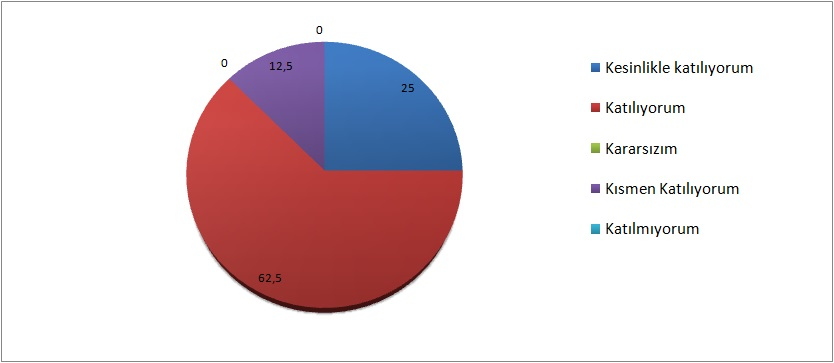 0
0
12,5
25
62,5
Kesinlikle katılıyorum
Katılıyorum
Kararsızım
Kısmen Katılıyorum
Katılmıyorum